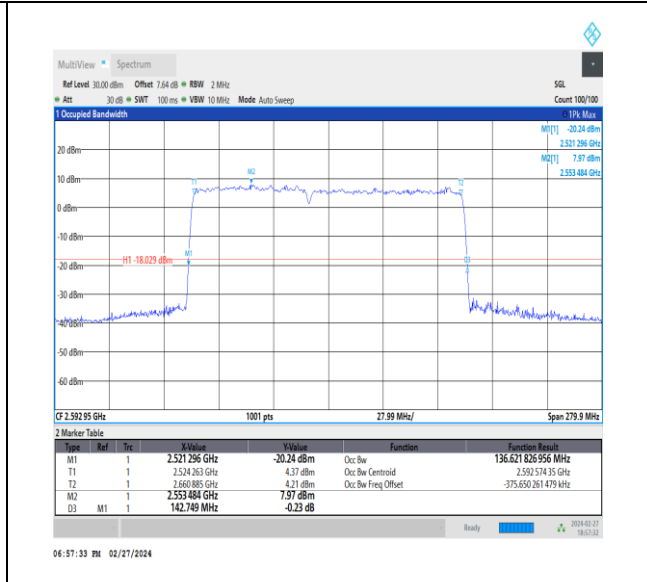 MultiView Spectrum
Ref Level 30.00 dBm Offset 7.64 dB RBW 2 MHz SGL
Att 30 dB SWT 100 ms VBW 10 MHz Mode Auto Sweep Count 100/100
1 Occupied Bandwidth 1Pk Max
M1[1] -20.24 dBm
2.521 296 GHz
M2[1] 7.97 dBm
2.553 484 GHz
20 dBm
10 dBm
T1 M2 T2
0 dBm
-10 dBm
H1 -18.029 dBm M1 D3
-20 dBm
-30 dBm
-40 dBm
-50 dBm
-60 dBm
CF 2.592 95 GHz 1001 pts 27.99 MHz/ Span 279.9 MHz
2 Marker Table
Type Ref Trc X-Value Y-Value Function Function Result
M1 1 2.521 296 GHz -20.24 dBm Occ Bw 136.621 826 956 MHz
T1 1 2.524 263 GHz 4.37 dBm Occ Bw Centroid 2.592 574 35 GHz
T2 1 2.660 885 GHz 4.21 dBm Occ Bw Freq Offset -375.650 261 479 kHz
M2 1 2.553 484 GHz 7.97 dBm
D3 M1 1 142.749 MHz -0.23 dB
Ready 2024-02-27
18:57:32
06:57:33 PM 02/27/2024